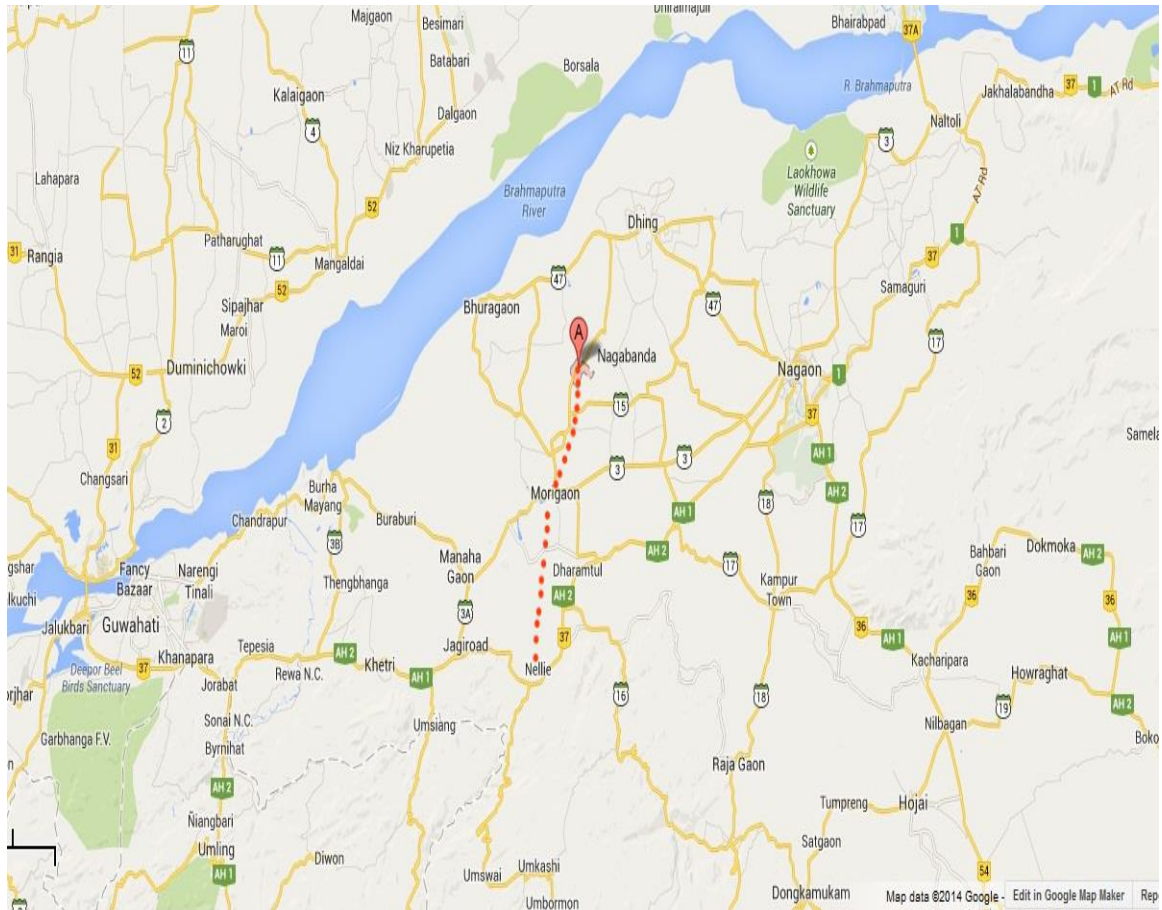 Majgaon
Besimari
Batabari
Dhiraimajuli
Bhairabpad
37A
11
Borsala
R. Brahmaputra
Jakhalabandha
37
1
AT Rd
Kalaigaon
4
Dalgaon
Naltoli
3
Niz Kharupetia
Laokhowa
Wildlife
Sanctuary
Lahapara
Brahmaputra
River
AT Rd
52
Dhing
31
Rangia
Patharughat
11
Mangaldai
1
37
47
Samaguri
52
Sipajhar
Maroi
Bhuragaon
47
17
A
Nagabanda
Duminichowki
52
Nagaon
1
15
37
2
31
Samela
3
3
AH 1
Changsari
Burha
Mayang
Morigaon
AH 2
18
Chandrapur
Buraburi
AH 1
17
3B
Manaha
Gaon
AH 2
Bahbari
Gaon
Dokmoka
AH 2
gshar
Fancy
Bazaar
Narengi
Tinali
Dharamtul
17
lkuchi
Thengbhanga
AH 2
Kampur
Town
36
36
3A
Jalukbari
Guwahati
Jagiroad
37
36
AH 1
AH 1
Tepesia
AH 2
Khanapara
Khetri
Nellie
Kacharipara
37
Rewa N.C.
AH 1
Howraghat
Deepor Beel
Birds Sanctuary
Jorabat
16
18
AH 2
orjhar
Umsiang
19
Sonai N.C.
Nilbagan
Garbhanga F.V.
Byrnihat
Boko
n
Raja Gaon
AH 2
Tumpreng
Hojai
Ñiangbari
Umling
Diwon
Satgaon
AH 1
Umswai
Umkashi
54
Umbormon
Dongkamukam
Map data ©2014 Google -
Edit in Google Map Maker
Rep